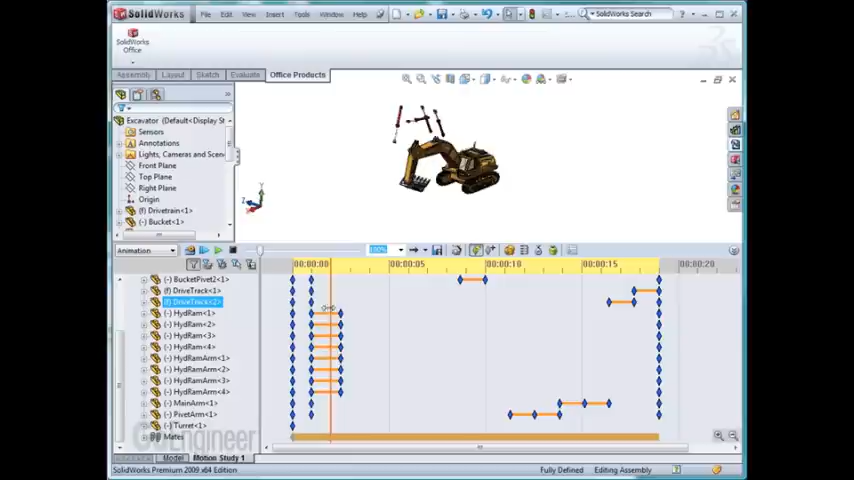 SolidWorks File Edit View Insert Tools Window Help SolidWorks Search
SolidWorks
Office
Assembly Layout Sketch Evaluate Office Products
Excavator (Default<Display St
Sensors
Annotations
Lights, Cameras and Scene
Front Plane
Top Plane
Right Plane
Origin
(f) Drivetrain<1>
(-) Bucket<1>
Animation 100%
00:00:00 00:00:05 00:00:10 00:00:15 00:00:20
(-) BucketPivot2<1>
(f) DriveTrack<1>
(f) DriveTrack<2>
(-) HydRam<1>
(-) HydRam<2>
(-) HydRam<3>
(-) HydRam<4>
(-) HydRamArm<1>
(-) HydRamArm<2>
(-) HydRamArm<3>
(-) HydRamArm<4>
(-) MainArm<1>
(-) PivotArm<1>
(-) Turret<1>
Mates
Model Motion Study 1
SolidWorks Premium 2009 x64 Edition Fully Defined Editing Assembly